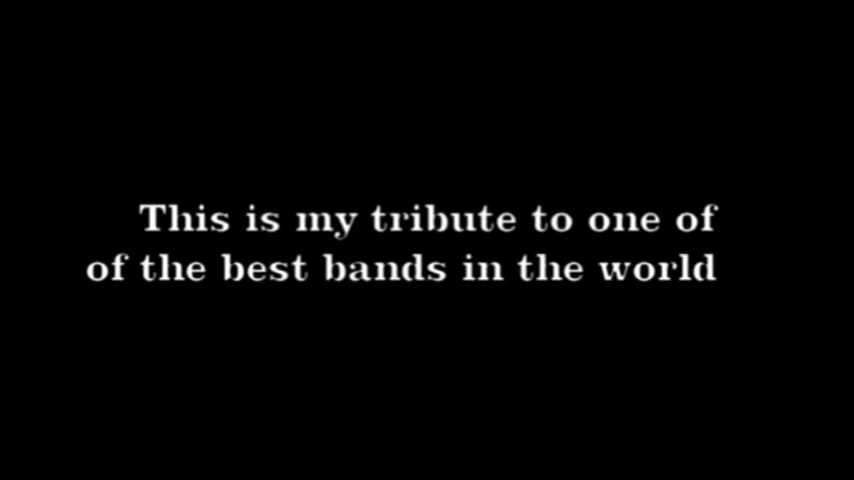 This is my tribute to one of
of the best bands in the world